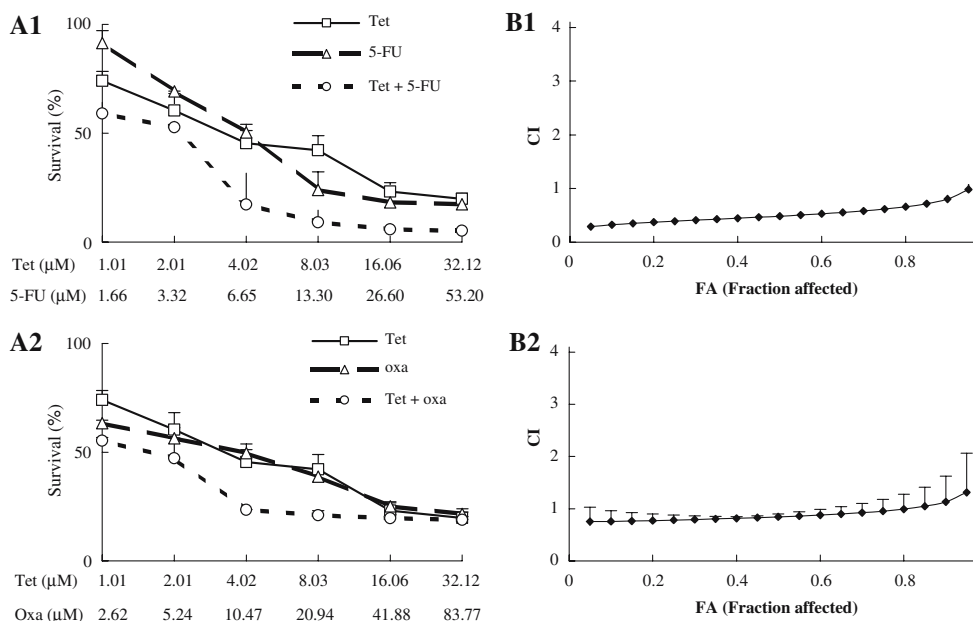 A1
100
50
0
Survival (%)
Tet
5-FU
Tet + 5-FU
Tet (μM) 1.01 2.01 4.02 8.03 16.06 32.12
5-FU (μM) 1.66 3.32 6.65 13.30 26.60 53.20
B1
4
3
2
1
0
CI
0 0.2 0.4 0.6 0.8
FA (Fraction affected)
A2
100
50
0
Survival (%)
Tet
oxa
Tet + oxa
Tet (μM) 1.01 2.01 4.02 8.03 16.06 32.12
Oxa (μM) 2.62 5.24 10.47 20.94 41.88 83.77
B2
4
3
2
1
0
CI
0 0.2 0.4 0.6 0.8
FA (Fraction affected)